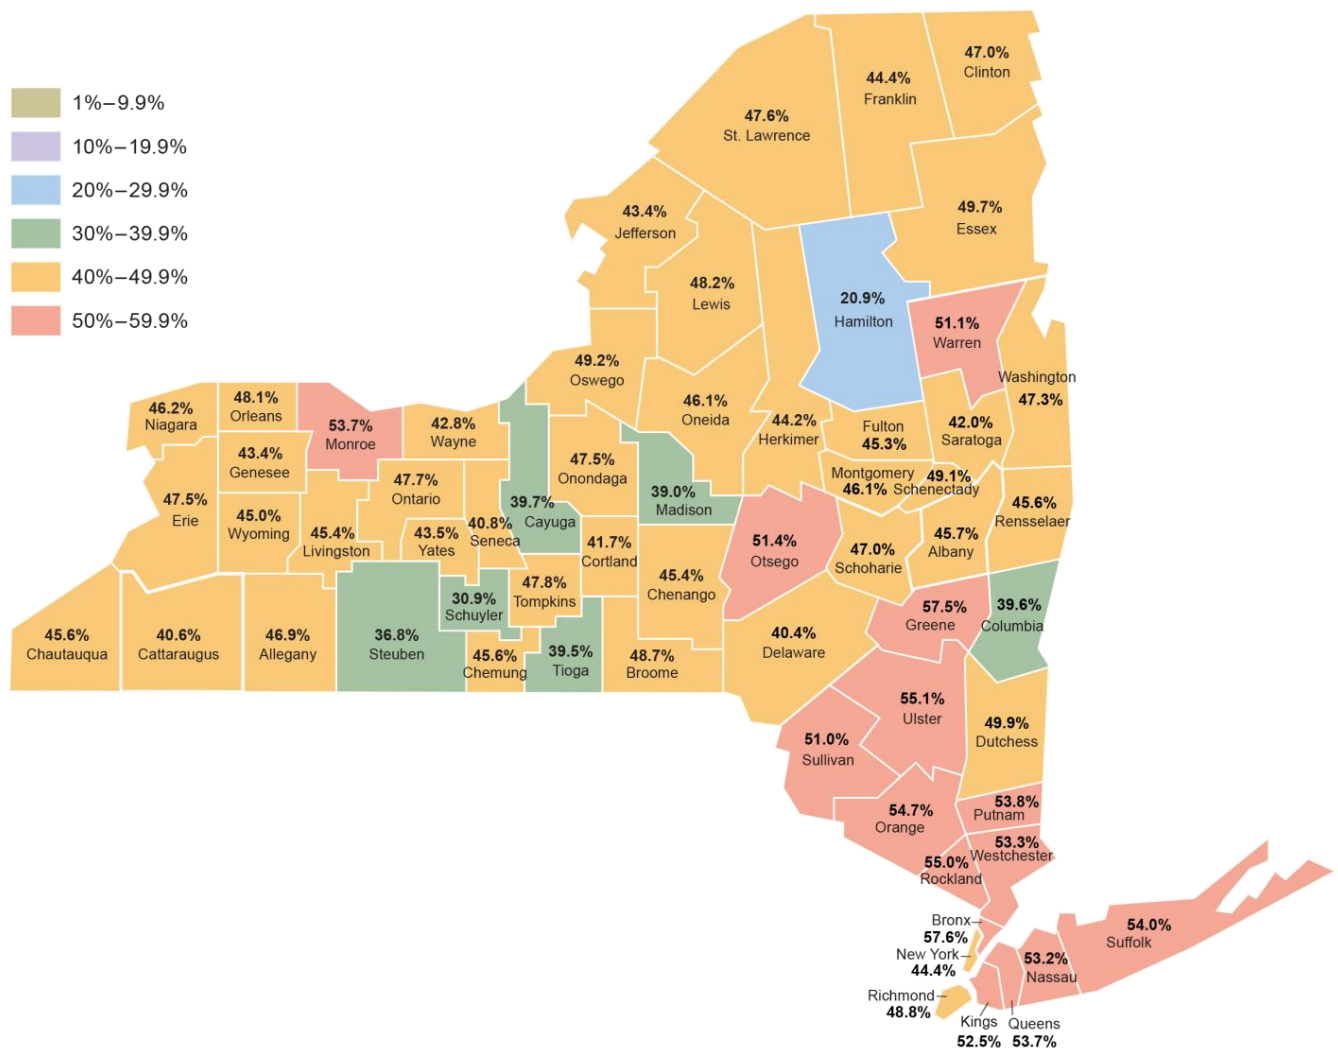 1%–9.9%
10%–19.9%
20%–29.9%
30%–39.9%
40%–49.9%
50%–59.9%
47.0%
Clinton
44.4%
Franklin
47.6%
St. Lawrence
49.7%
Essex
43.4%
Jefferson
48.2%
Lewis
20.9%
Hamilton
51.1%
Warren
Washington
47.3%
49.2%
Oswego
46.1%
Oneida
44.2%
Herkimer
Fulton
45.3%
42.0%
Saratoga
46.2%
Niagara
48.1%
Orleans
53.7%
Monroe
42.8%
Wayne
43.4%
Genesee
47.5%
Erie
45.0%
Wyoming
45.4%
Livingston
47.7%
Ontario
43.5%
Yates
40.8%
Seneca
39.7%
Cayuga
47.5%
Onondaga
39.0%
Madison
41.7%
Cortland
Montgomery
46.1%
49.1%
Schenectady
45.6%
Rensselaer
45.7%
Albany
47.0%
Schoharie
51.4%
Otsego
45.4%
Chenango
47.8%
Tompkins
30.9%
Schuyler
45.6%
Chautauqua
40.6%
Cattaraugus
46.9%
Allegany
36.8%
Steuben
45.6%
Chemung
39.5%
Tioga
48.7%
Broome
40.4%
Delaware
57.5%
Greene
39.6%
Columbia
55.1%
Ulster
49.9%
Dutchess
51.0%
Sullivan
54.7%
Orange
53.8%
Putnam
53.3%
Westchester
55.0%
Rockland
Bronx
57.6%
New York
44.4%
Richmond
48.8%
Kings
52.5%
Queens
53.7%
53.2%
Nassau
54.0%
Suffolk